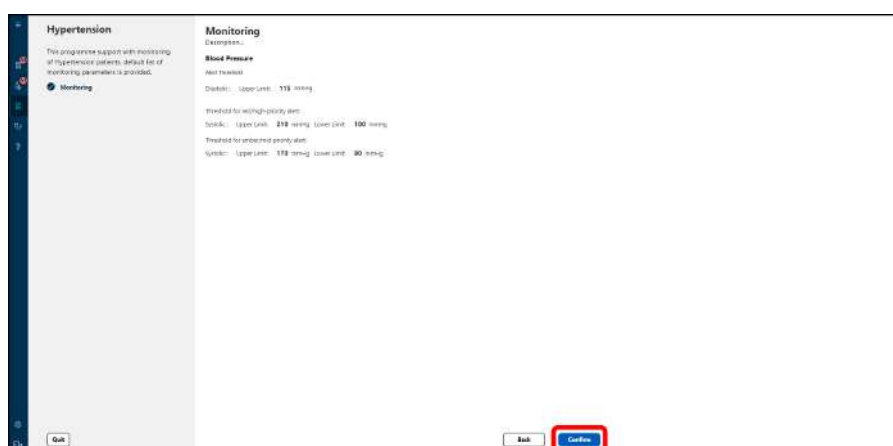 Hypertension
This programme support with monitoring
of Hypertension patients, default list of
monitoring parameters is provided.
Monitoring
Quit
Monitoring
Description...
Blood Pressure
Alert threshold
Diastolic: Upper Limit: 115 mmHg
Threshold for red/high-priority alert:
Systolic: Upper Limit: 210 mmHg Lower Limit: 100 mmHg
Threshold for amber/mid-priority alert:
Systolic: Upper Limit: 170 mmHg Lower Limit: 90 mmHg
Back
Confirm